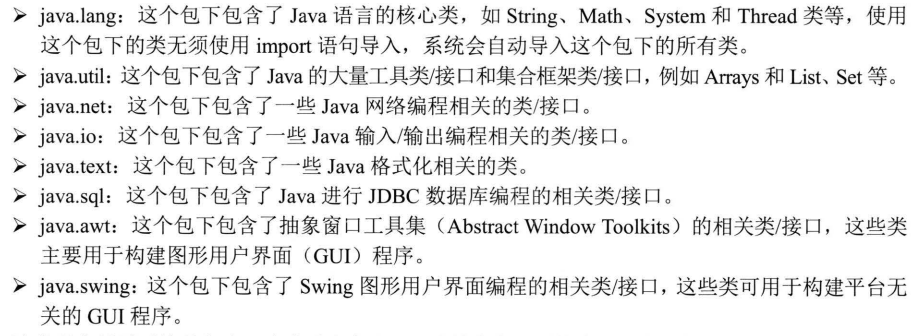 ➢ java.lang：这个包下包含了 Java 语言的核心类，如 String、Math、System 和 Thread 类等，使用
这个包下的类无须使用 import 语句导入，系统会自动导入这个包下的所有类。
➢ java.util：这个包下包含了 Java 的大量工具类/接口和集合框架类/接口，例如 Arrays 和 List、Set 等。
➢ java.net：这个包下包含了一些 Java 网络编程相关的类/接口。
➢ java.io：这个包下包含了一些 Java 输入/输出编程相关的类/接口。
➢ java.text：这个包下包含了一些 Java 格式化相关的类。
➢ java.sql：这个包下包含了 Java 进行 JDBC 数据库编程的相关类/接口。
➢ java.awt：这个包下包含了抽象窗口工具集（Abstract Window Toolkits）的相关类/接口，这些类
主要用于构建图形用户界面（GUI）程序。
➢ java.swing：这个包下包含了 Swing 图形用户界面编程的相关类/接口，这些类可用于构建平台无
关的 GUI 程序。